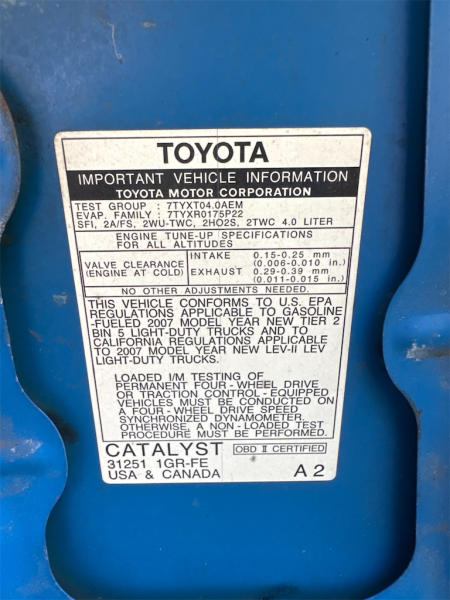 TOYOTA
IMPORTANT VEHICLE INFORMATION
TOYOTA MOTOR CORPORATION
TEST GROUP : 7TYXT04.0AEM
EVAP. FAMILY : 7TYXR0175P22
SFI, 2A/FS, 2WU-TWC, 2HO2S, 2TWC 4.0 LITER
ENGINE TUNE-UP SPECIFICATIONS
FOR ALL ALTITUDES
VALVE CLEARANCE
(ENGINE AT COLD)
INTAKE 0.15-0.25 mm
(0.006-0.010 in.)
EXHAUST 0.29-0.39 mm
(0.011-0.015 in.)
NO OTHER ADJUSTMENTS NEEDED.
THIS VEHICLE CONFORMS TO U.S. EPA
REGULATIONS APPLICABLE TO GASOLINE
-FUELED 2007 MODEL YEAR NEW TIER 2
BIN 5 LIGHT-DUTY TRUCKS AND TO
CALIFORNIA REGULATIONS APPLICABLE
TO 2007 MODEL YEAR NEW LEV-II LEV
LIGHT-DUTY TRUCKS.
LOADED I/M TESTING OF
PERMANENT FOUR - WHEEL DRIVE
OR TRACTION CONTROL - EQUIPPED
VEHICLES MUST BE CONDUCTED ON
A FOUR - WHEEL DRIVE SPEED
SYNCHRONIZED DYNAMOMETER.
OTHERWISE, A NON - LOADED TEST
PROCEDURE MUST BE PERFORMED.
CATALYST OBD II CERTIFIED
31251 1GR-FE
USA & CANADA A 2